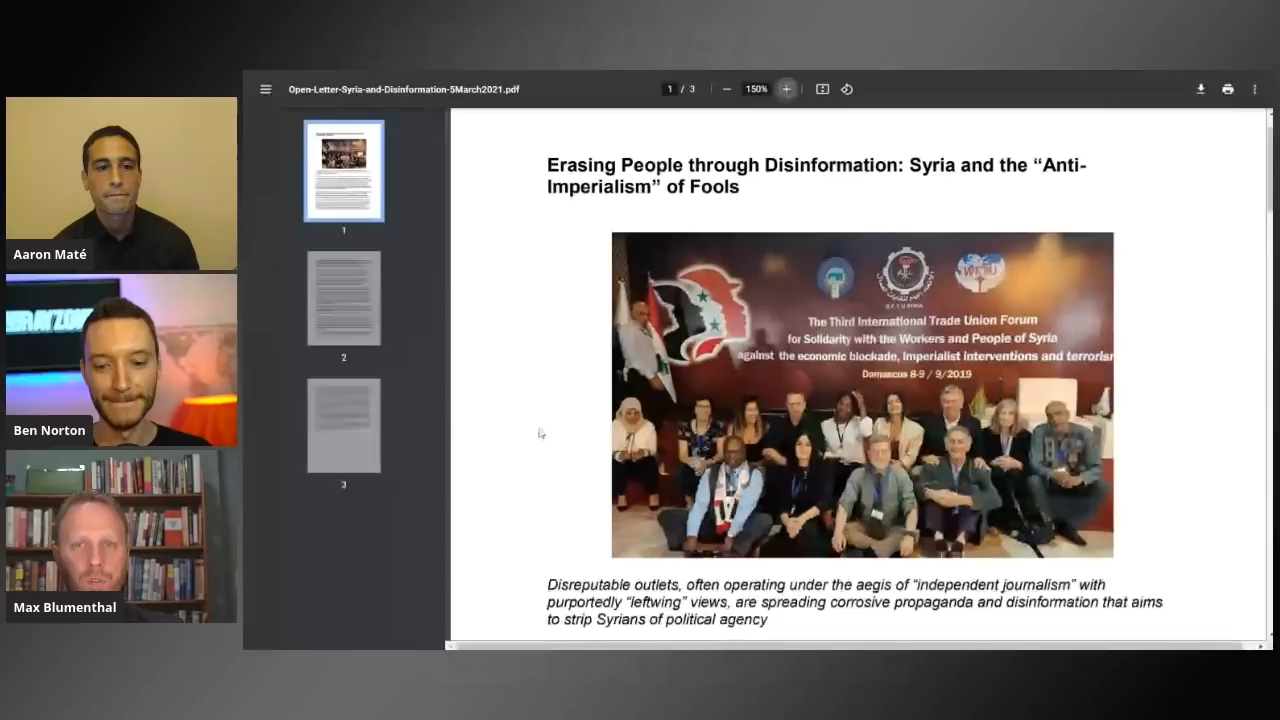 Open-Letter-Syria-and-Disinformation-5March2021.pdf
1 / 3
150%
Aaron Maté
Ben Norton
Max Blumenthal
1
2
3
Erasing People through Disinformation: Syria and the “Anti-
Imperialism” of Fools
G.F.T.U SYRIA
WFTU
The Third International Trade Union Forum
for Solidarity with the Workers and People of Syria
against the economic blockade, imperialist interventions and terrorism
Damascus 8-9 / 9/2019
Disreputable outlets, often operating under the aegis of “independent journalism” with
purportedly “leftwing” views, are spreading corrosive propaganda and disinformation that aims
to strip Syrians of political agency